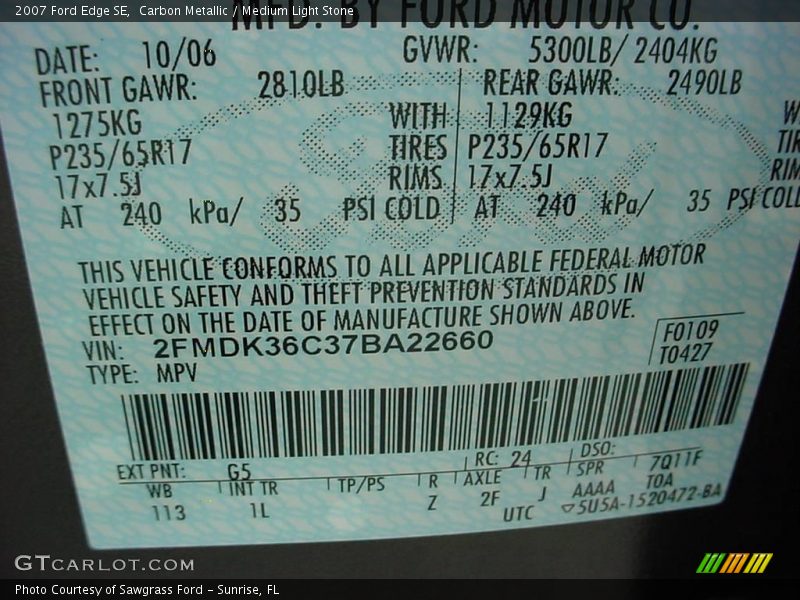 2007 Ford Edge SE, Carbon Metallic / Medium Light Stone
MFD. BY FORD MOTOR CO.
DATE: 10/06 GVWR: 5300LB/ 2404KG
FRONT GAWR: 2810LB REAR GAWR: 2490LB
1275KG WITH 1129KG
P235/65R17 TIRES P235/65R17
17x7.5J RIMS 17x7.5J
AT 240 kPa/ 35 PSI COLD AT 240 kPa/ 35 PSI COLD
THIS VEHICLE CONFORMS TO ALL APPLICABLE FEDERAL MOTOR
VEHICLE SAFETY AND THEFT PREVENTION STANDARDS IN
EFFECT ON THE DATE OF MANUFACTURE SHOWN ABOVE.
VIN: 2FMDK36C37BA22660 F0109
TYPE: MPV T0427
EXT PNT: G5 RC: 24 DSO:
WB INT TR TP/PS R AXLE TR SPR 7Q11F
113 1L Z 2F J AAAA TOA
UTC ▽5U5A-1520472-BA
GTCARLOT.COM
Photo Courtesy of Sawgrass Ford - Sunrise, FL